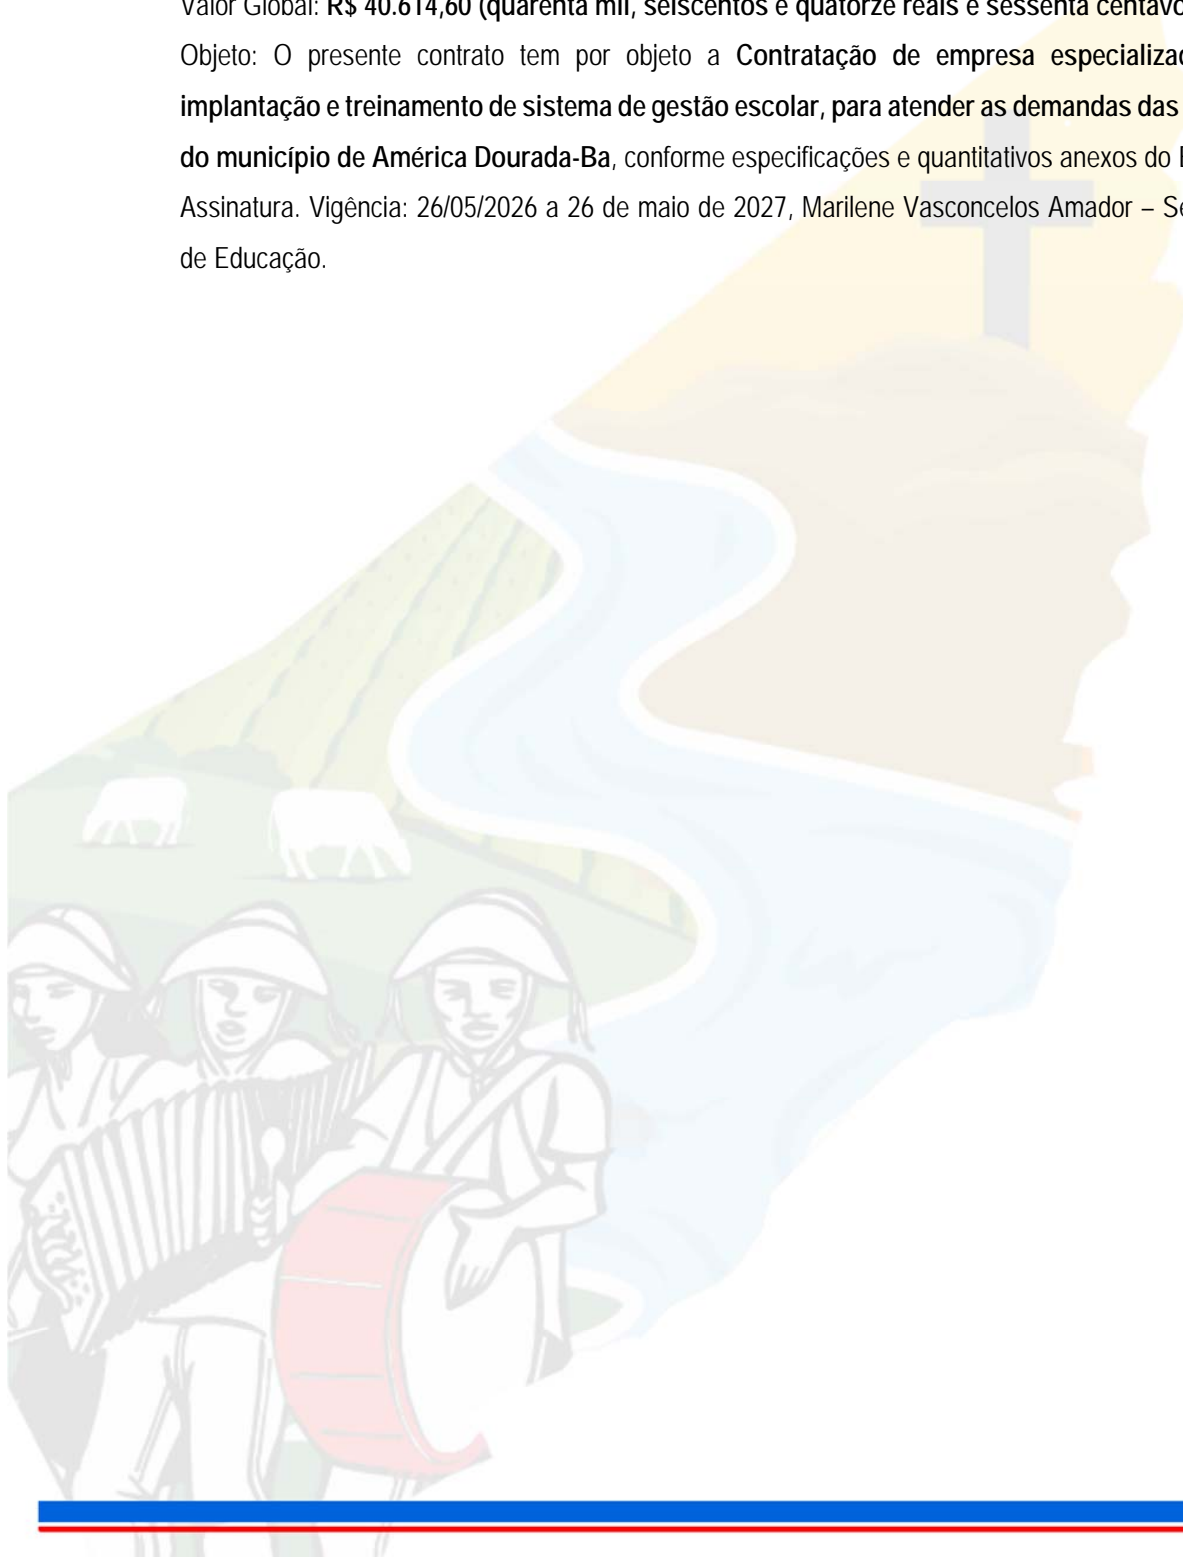 Valor Global: R$ 40.614,60 (quarenta mil, seiscentos e quatorze reais e sessenta centavo
Objeto: O presente contrato tem por objeto a Contratação de empresa especializa
implantação e treinamento de sistema de gestão escolar, para atender as demandas das
do município de América Dourada-Ba, conforme especificações e quantitativos anexos do
Assinatura. Vigência: 26/05/2026 a 26 de maio de 2027, Marilene Vasconcelos Amador – Se
de Educação.